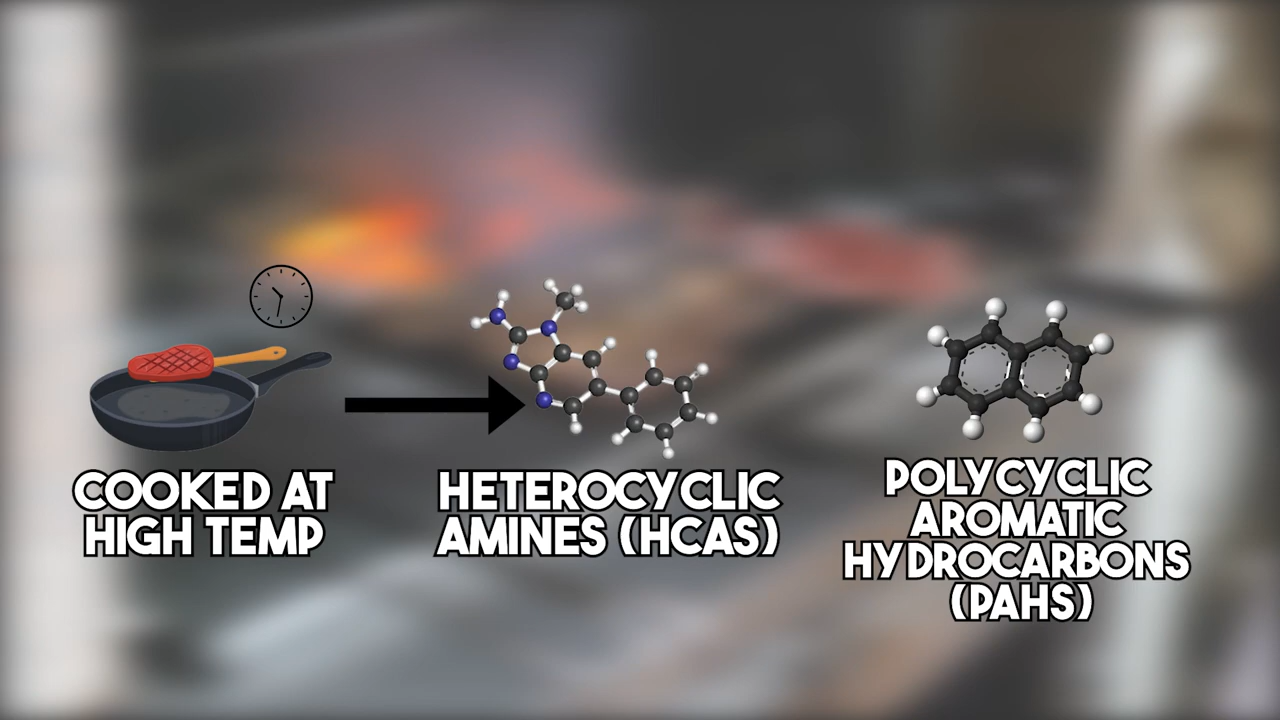 COOKED AT
HIGH TEMP
HETEROCYCLIC
AMINES (HCAS)
POLYCYCLIC
AROMATIC
HYDROCARBONS
(PAHS)